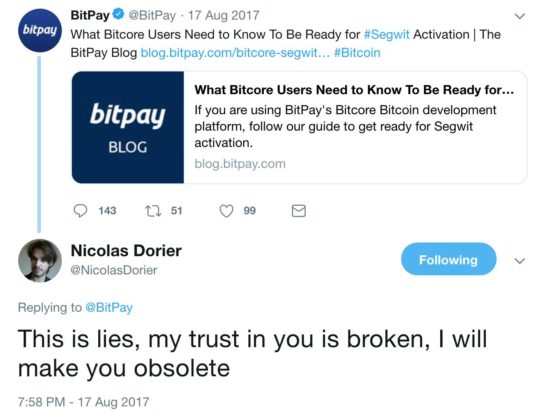 BitPay @BitPay · 17 Aug 2017
What Bitcore Users Need to Know To Be Ready for #Segwit Activation | The
BitPay Blog blog.bitpay.com/bitcore-segwit… #Bitcoin
bitpay
bitpay
BLOG
What Bitcore Users Need to Know To Be Ready for...
If you are using BitPay's Bitcore Bitcoin development
platform, follow our guide to get ready for Segwit
activation.
blog.bitpay.com
143 51 99
Nicolas Dorier
@NicolasDorier
Following
Replying to @BitPay
This is lies, my trust in you is broken, I will
make you obsolete
7:58 PM - 17 Aug 2017